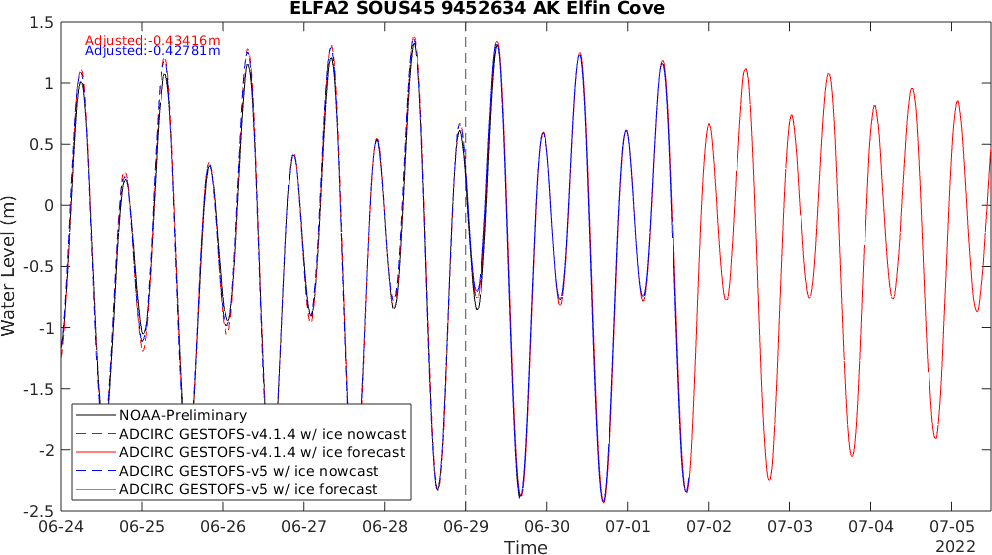 ELFA2 SOUS45 9452634 AK Elfin Cove
Adjusted:-0.43416m
Adjusted:-0.42781m
1.5
1
0.5
0
-0.5
-1
-1.5
-2
-2.5
Water Level (m)
NOAA-Preliminary
ADCIRC GESTOFS-v4.1.4 w/ ice nowcast
ADCIRC GESTOFS-v4.1.4 w/ ice forecast
ADCIRC GESTOFS-v5 w/ ice nowcast
ADCIRC GESTOFS-v5 w/ ice forecast
06-24 06-25 06-26 06-27 06-28 06-29 06-30 07-01 07-02 07-03 07-04 07-05
Time
2022